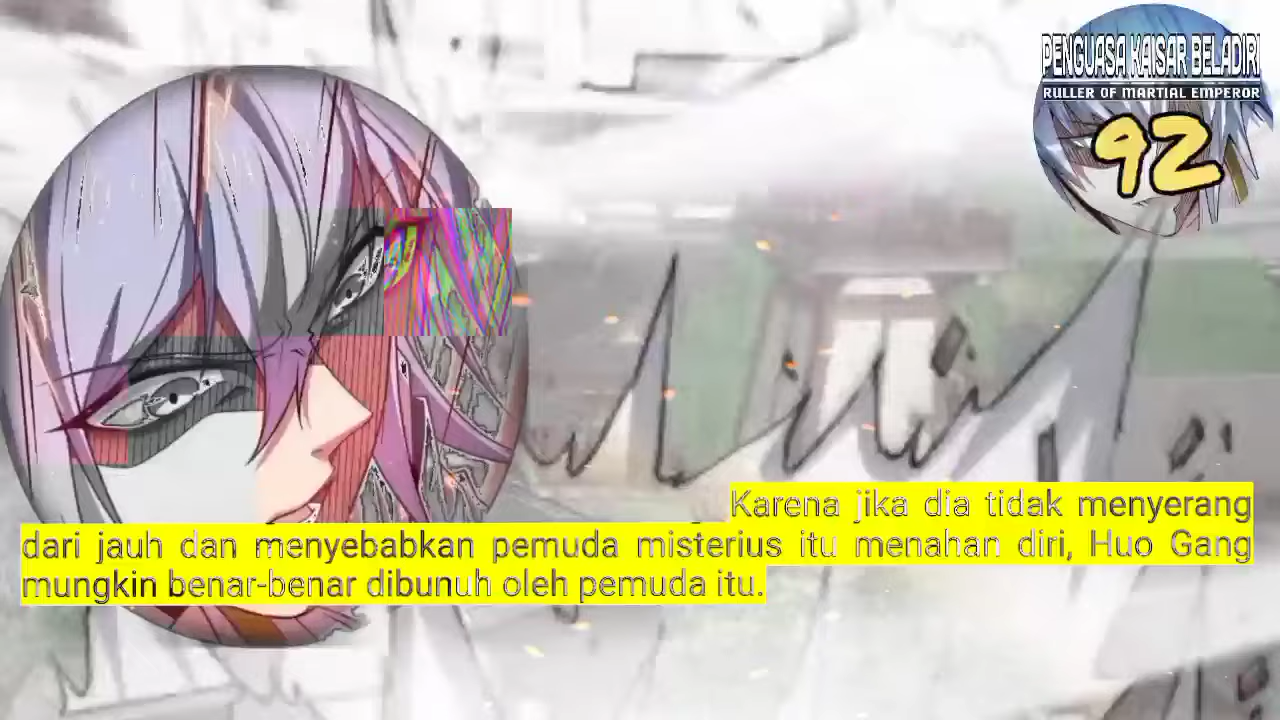 PENGUASA KAISAR BELADIRI
RULLER OF MARTIAL EMPEROR
92
Karena jika dia tidak menyerang
dari jauh dan menyebabkan pemuda misterius itu menahan diri, Huo Gang
mungkin benar-benar dibunuh oleh pemuda itu.